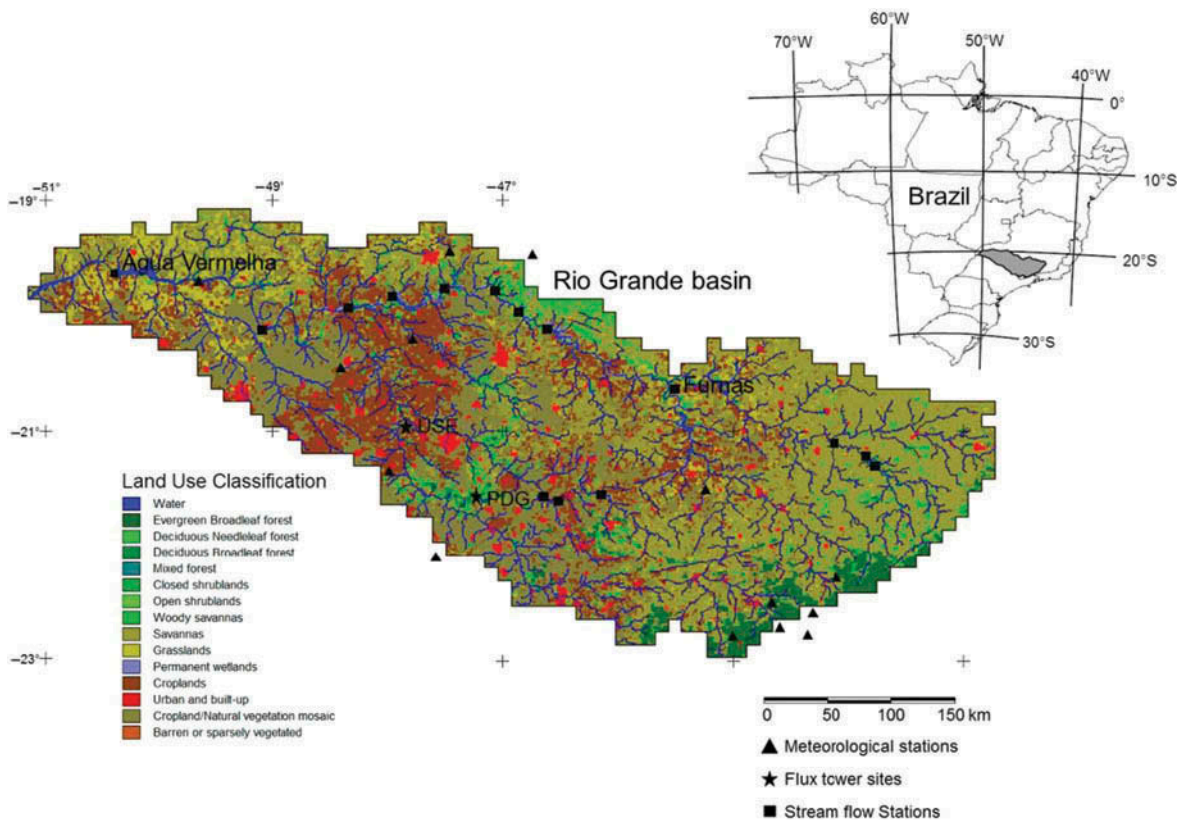 60°W
70°W
50°W
40°W
0°
10°S
Brazil
20°S
30°S
−51°
−49°
−47°
−19°
Água Vermelha
Rio Grande basin
Furnas
−21°
USE
PDG
−23°
Land Use Classification
Water
Evergreen Broadleaf forest
Deciduous Needleleaf forest
Deciduous Broadleaf forest
Mixed forest
Closed shrublands
Open shrublands
Woody savannas
Savannas
Grasslands
Permanent wetlands
Croplands
Urban and built-up
Cropland/Natural vegetation mosaic
Barren or sparsely vegetated
0 50 100 150 km
Meteorological stations
Flux tower sites
Stream flow Stations